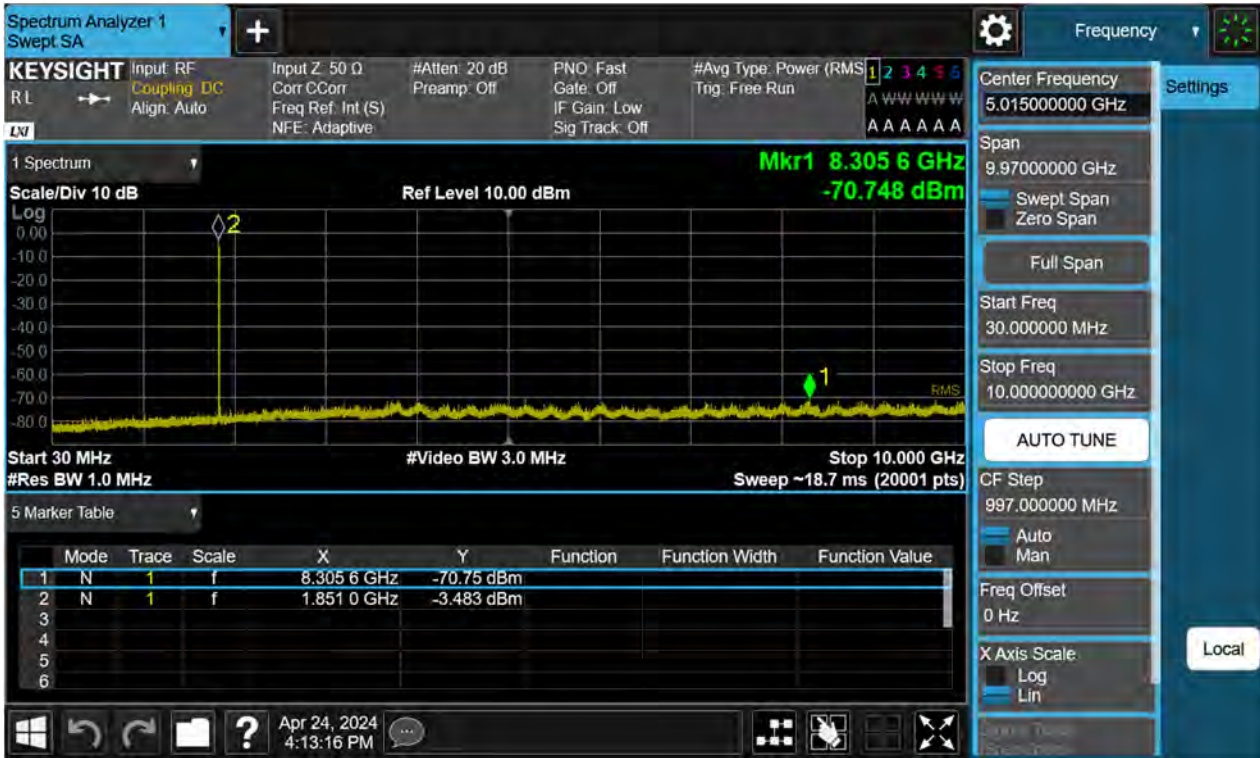 Spectrum Analyzer 1
Swept SA
+
Frequency
KEYSIGHT
RL
LXI
Input: RF
Coupling: DC
Align: Auto
Input Z: 50 Ω
Corr CCorr
Freq Ref: Int (S)
NFE: Adaptive
#Atten: 20 dB
Preamp: Off
PNO: Fast
Gate: Off
IF Gain: Low
Sig Track: Off
#Avg Type: Power (RMS
Trig: Free Run
1 2 3 4 5 6
A W W W W W
A A A A A A
1 Spectrum
Scale/Div 10 dB
Ref Level 10.00 dBm
Mkr1 8.305 6 GHz
-70.748 dBm
Log
0.00
-10.0
-20.0
-30.0
-40.0
-50.0
-60.0
-70.0
-80.0
2
1
RMS
Start 30 MHz
#Video BW 3.0 MHz
Stop 10.000 GHz
#Res BW 1.0 MHz
Sweep ~18.7 ms (20001 pts)
5 Marker Table
Mode Trace Scale X Y Function Function Width Function Value
1 N 1 f 8.305 6 GHz -70.75 dBm
2 N 1 f 1.851 0 GHz -3.483 dBm
3
4
5
6
Center Frequency
5.015000000 GHz
Settings
Span
9.97000000 GHz
Swept Span
Zero Span
Full Span
Start Freq
30.000000 MHz
Stop Freq
10.000000000 GHz
AUTO TUNE
CF Step
997.000000 MHz
Auto
Man
Freq Offset
0 Hz
X Axis Scale
Log
Lin
Local
?
Apr 24, 2024
4:13:16 PM